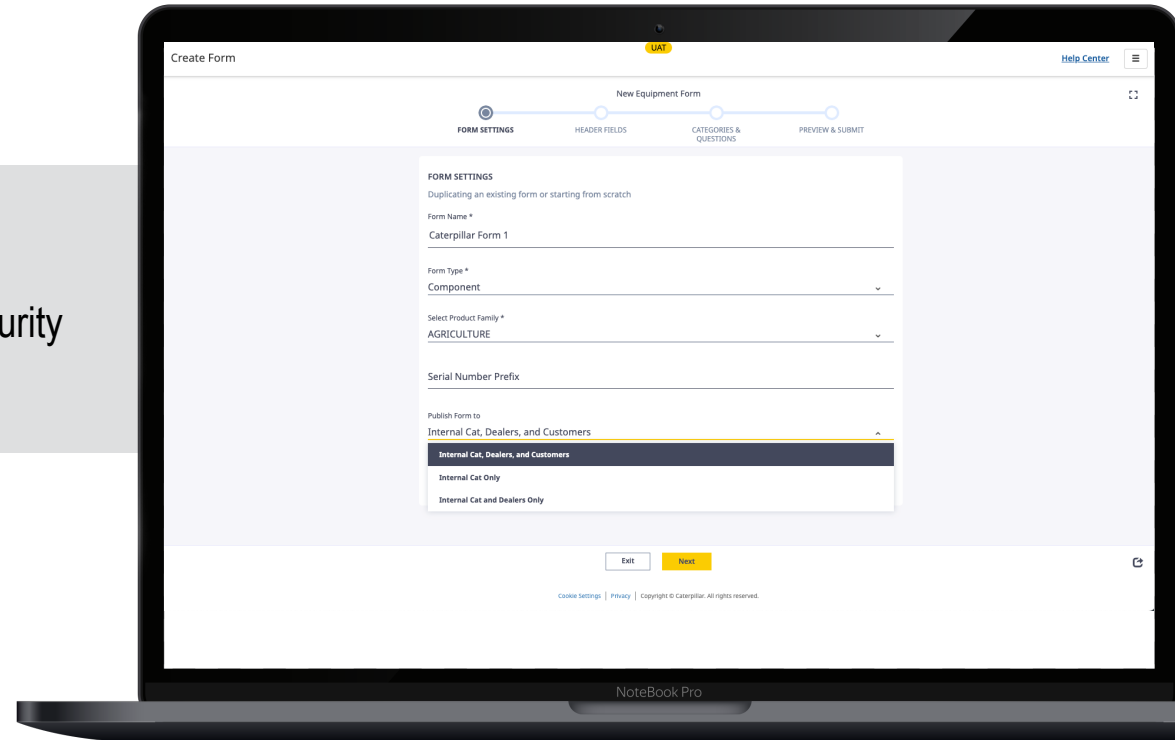 UAT
Create Form
Help Center
New Equipment Form
FORM SETTINGS
HEADER FIELDS
CATEGORIES &
QUESTIONS
PREVIEW & SUBMIT
urity
FORM SETTINGS
Duplicating an existing form or starting from scratch
Form Name *
Caterpillar Form 1
Form Type *
Component
Select Product Family *
AGRICULTURE
Serial Number Prefix
Publish Form to
Internal Cat, Dealers, and Customers
Internal Cat, Dealers, and Customers
Internal Cat Only
Internal Cat and Dealers Only
Exit
Next
Cookie Settings | Privacy | Copyright © Caterpillar. All rights reserved.
NoteBook Pro